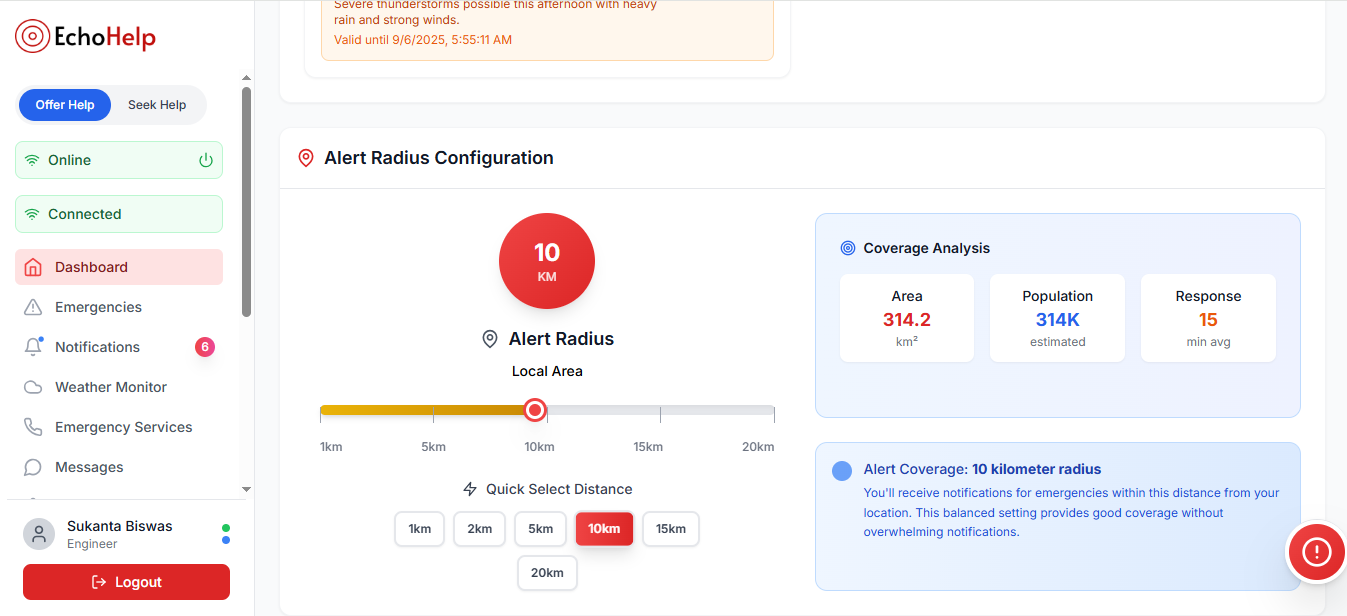 EchoHelp
Offer Help
Seek Help
Online
Connected
Dashboard
Emergencies
Notifications
6
Weather Monitor
Emergency Services
Messages
Sukanta Biswas
Engineer
Logout
Severe thunderstorms possible this afternoon with heavy
rain and strong winds.
Valid until 9/6/2025, 5:55:11 AM
Alert Radius Configuration
10
KM
Alert Radius
Local Area
1km
5km
10km
15km
20km
Quick Select Distance
1km
2km
5km
10km
15km
20km
Coverage Analysis
Area
314.2
km²
Population
314K
estimated
Response
15
min avg
Alert Coverage: 10 kilometer radius
You'll receive notifications for emergencies within this distance from your
location. This balanced setting provides good coverage without
overwhelming notifications.